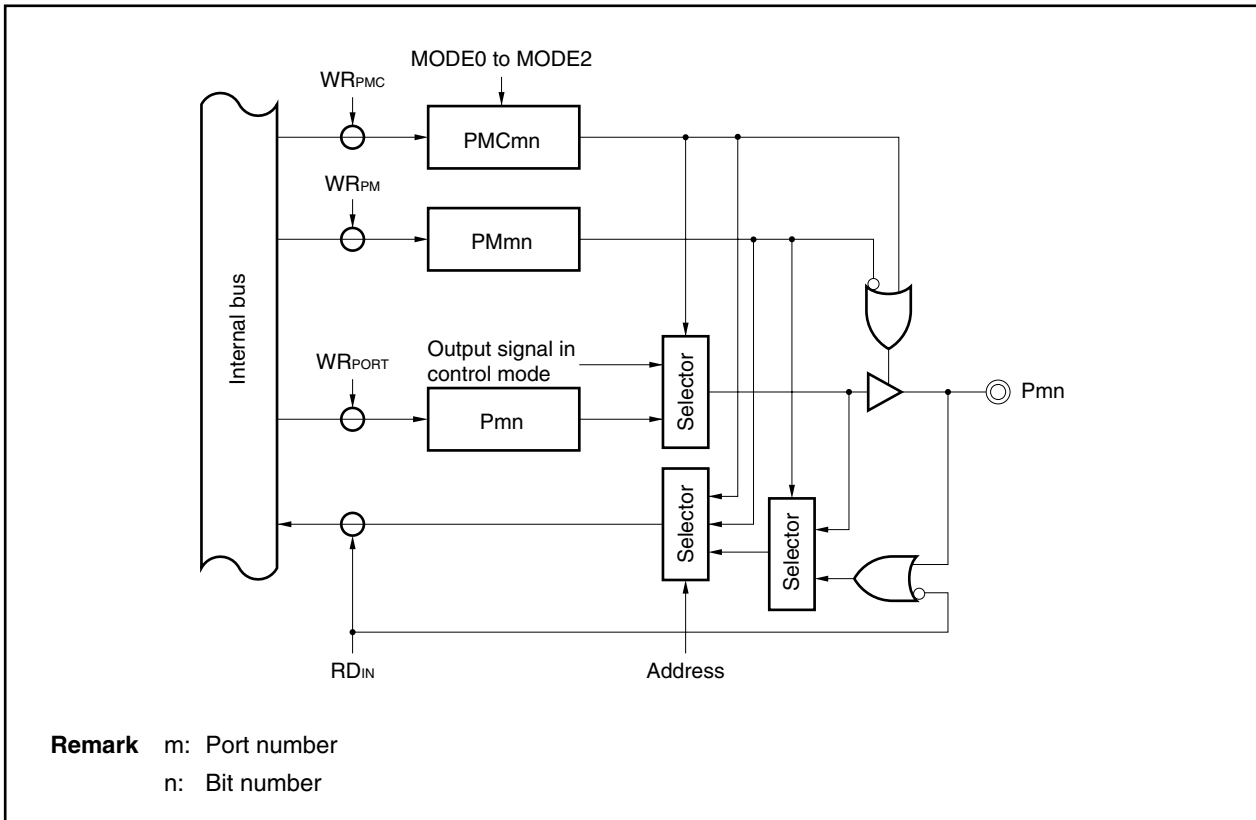 MODE0 to MODE2
WRPMC
PMCmn
WRPM
PMmn
Internal bus
Output signal in
control mode
WRPORT
Pmn
Selector
Pmn
Selector
Selector
RDIN
Address
Remark m: Port number
n: Bit number